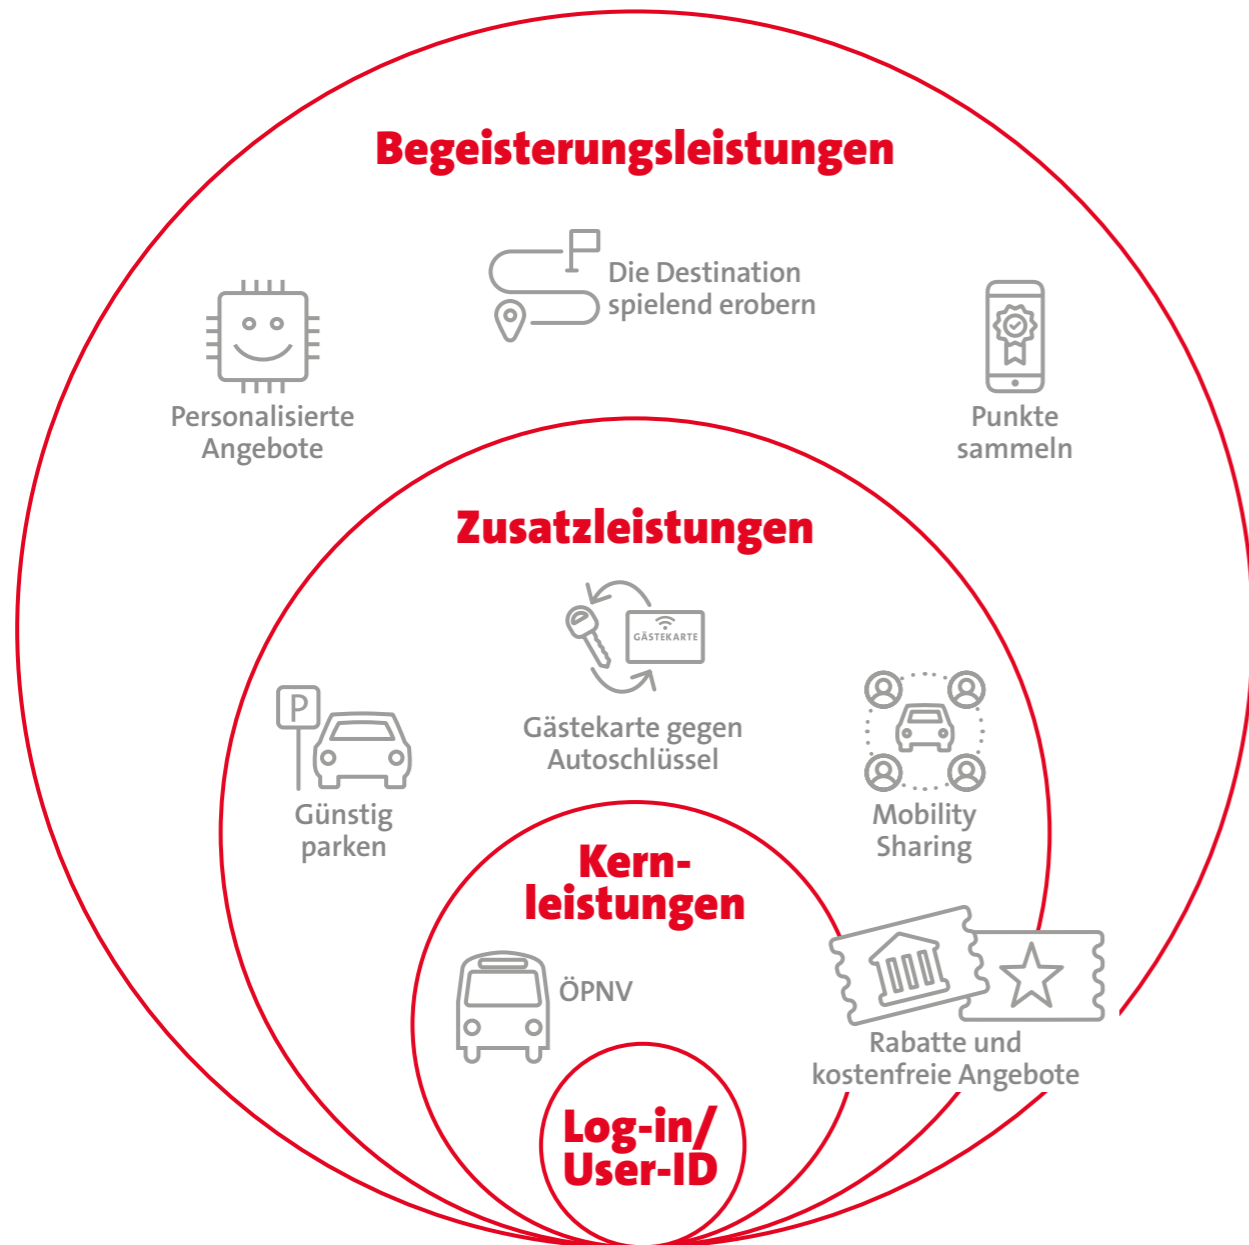 Begeisterungsleistungen
Die Destination
spielend erobern
Personalisierte
Angebote
Punkte
sammeln
Zusatzleistungen
GÄSTEKARTE
Gästekarte gegen
Autoschlüssel
P
Günstig
parken
Mobility
Sharing
Kern-
leistungen
ÖPNV
Rabatte und
kostenfreie Angebote
Log-in/
User-ID